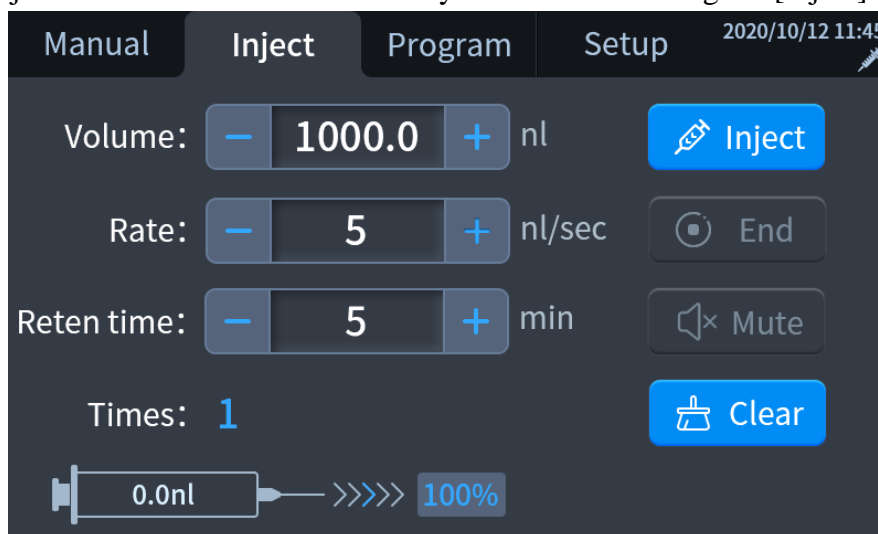 Manual Inject Program Setup 2020/10/12 11:45
Volume: − 1000.0 + nl Inject
Rate: − 5 + nl/sec End
Reten time: − 5 + min Mute
Times: 1 Clear
0.0nl 100%